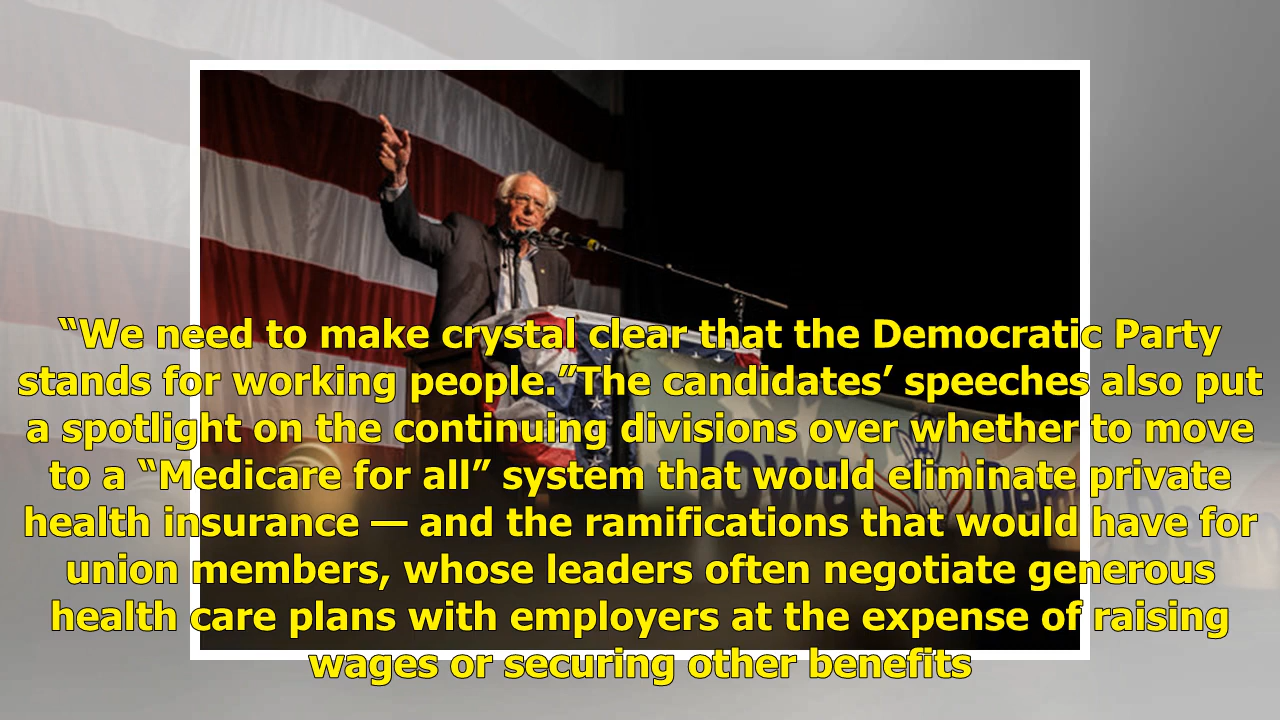 “We need to make crystal clear that the Democratic Party
stands for working people.”The candidates’ speeches also put
a spotlight on the continuing divisions over whether to move
to a “Medicare for all” system that would eliminate private
health insurance — and the ramifications that would have for
union members, whose leaders often negotiate generous
health care plans with employers at the expense of raising
wages or securing other benefits
Iowa